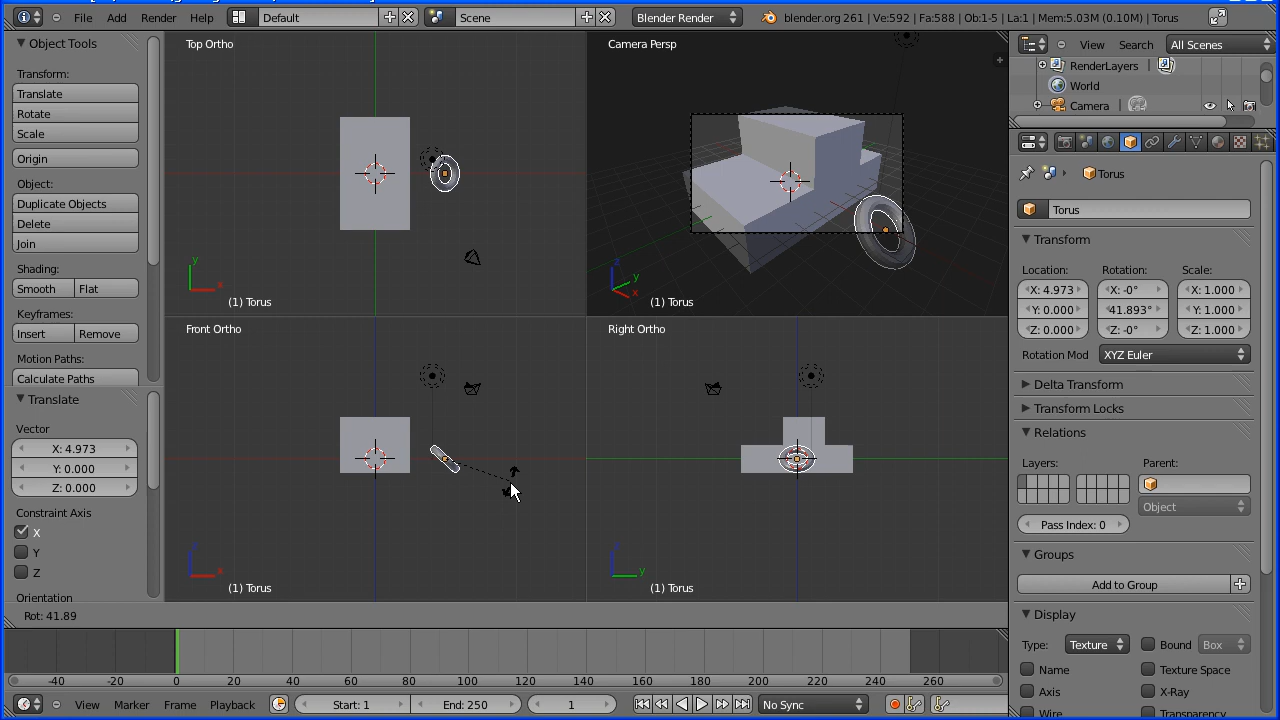 File Add Render Help Default Scene Blender Render blender.org 261 | Ve:592 | Fa:588 | Ob:1-5 | La:1 | Mem:5.03M (0.10M) | Torus
Object Tools
Transform:
Translate
Rotate
Scale
Origin
Object:
Duplicate Objects
Delete
Join
Shading:
Smooth Flat
Keyframes:
Insert Remove
Motion Paths:
Calculate Paths
Translate
Vector
X: 4.973
Y: 0.000
Z: 0.000
Constraint Axis
X
Y
Z
Orientation
Top Ortho
y
x
(1) Torus
Camera Persp
z
y
x
(1) Torus
Front Ortho
(1) Torus
Right Ortho
y
(1) Torus
Rot: 41.89
-40 -20 0 20 40 60 80 100 120 140 160 180 200 220 240 260
View Marker Frame Playback Start: 1 End: 250 1 No Sync
View Search All Scenes
RenderLayers
World
Camera
Torus
Torus
Transform
Location: Rotation: Scale:
X: 4.973 X: -0° X: 1.000
Y: 0.000 41.893° Y: 1.000
Z: 0.000 Z: -0° Z: 1.000
Rotation Mod XYZ Euler
Delta Transform
Transform Locks
Relations
Layers: Parent:
Object
Pass Index: 0
Groups
Add to Group
Display
Type: Texture Bound Box
Name Texture Space
Axis X-Ray
Wire Transparency